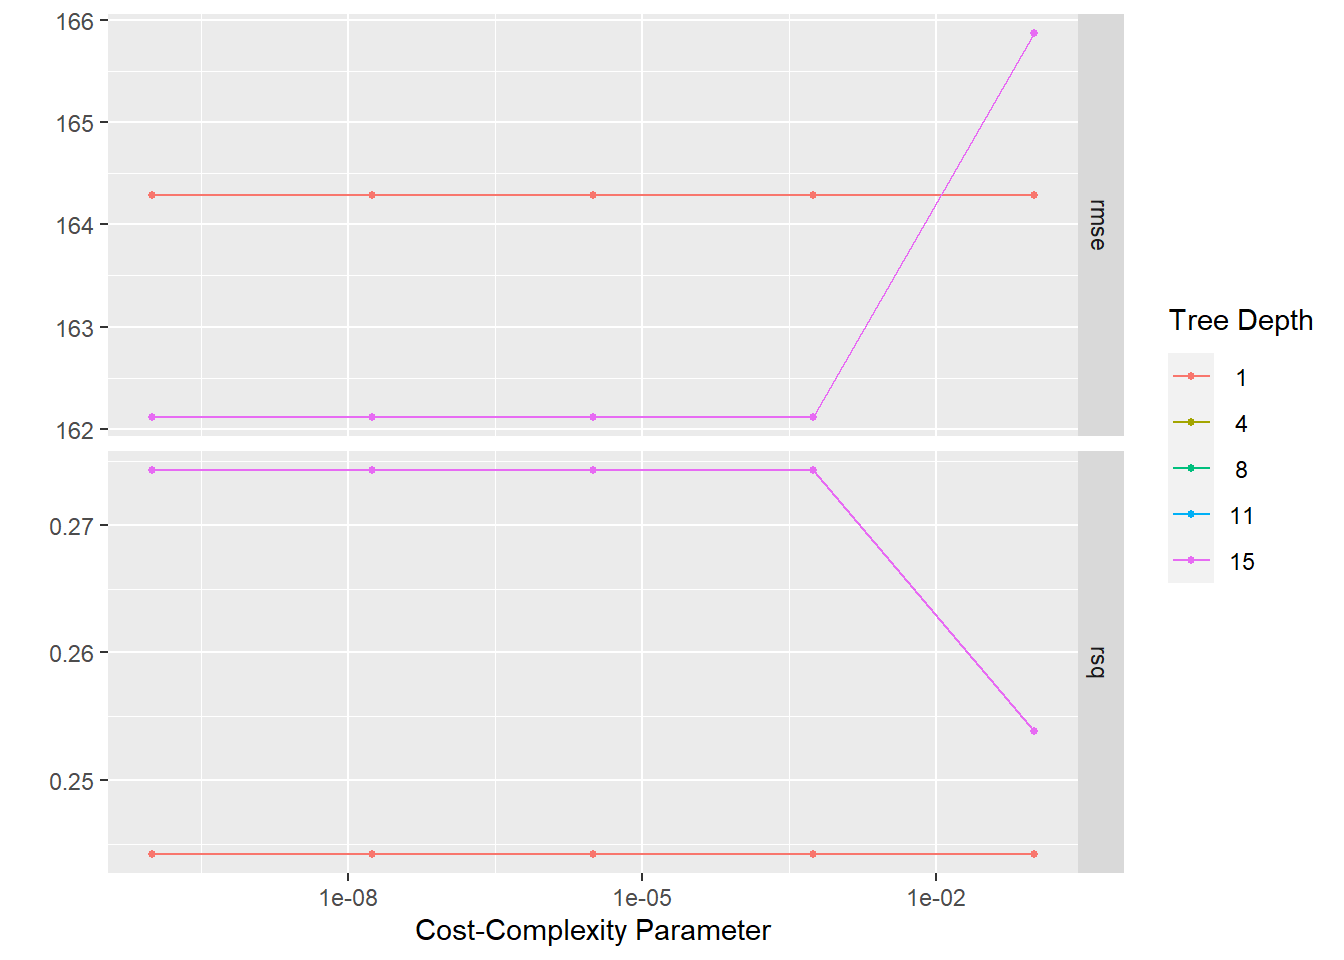 166
165
164
163
162
rmse
0.27
0.26
0.25
rsq
1e-08 1e-05 1e-02
Cost-Complexity Parameter
Tree Depth
1
4
8
11
15